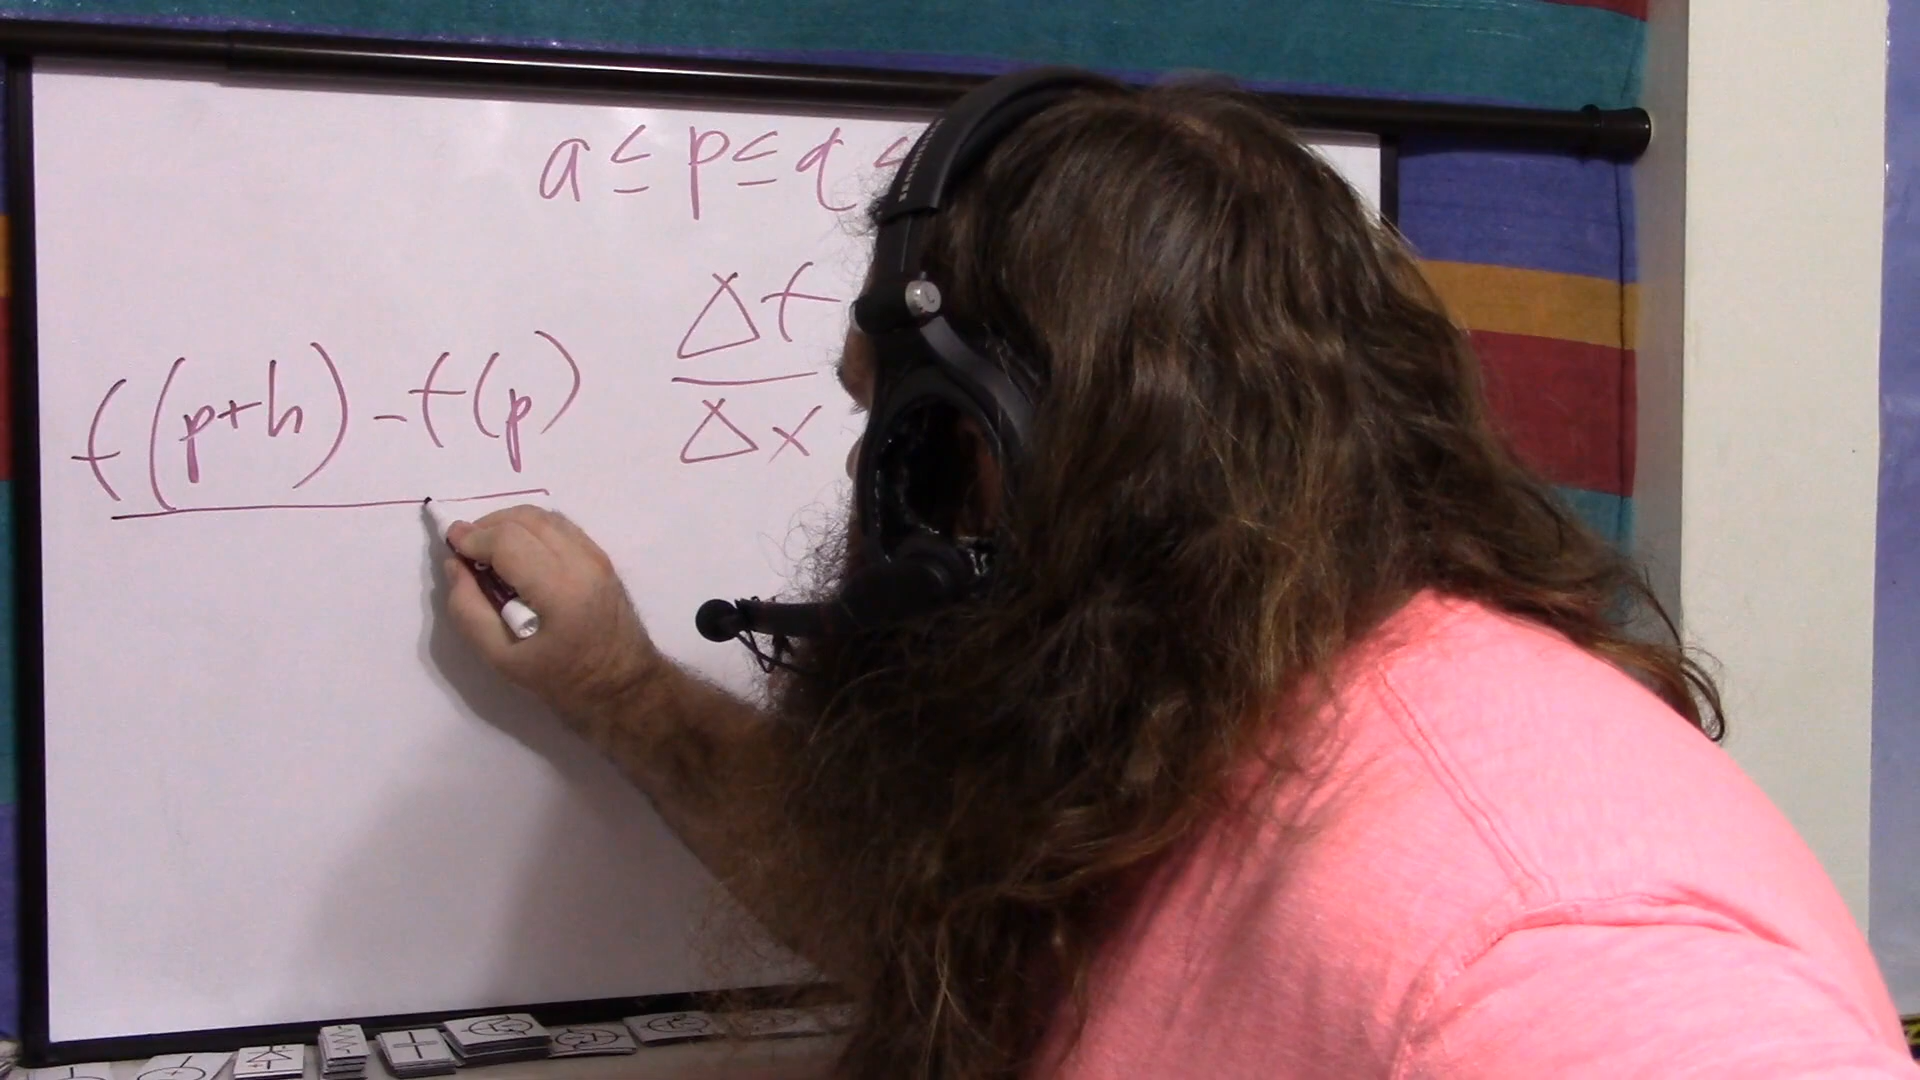 a ≤ p ≤ q <
Δf
Δx
f(p+h) - f(p)